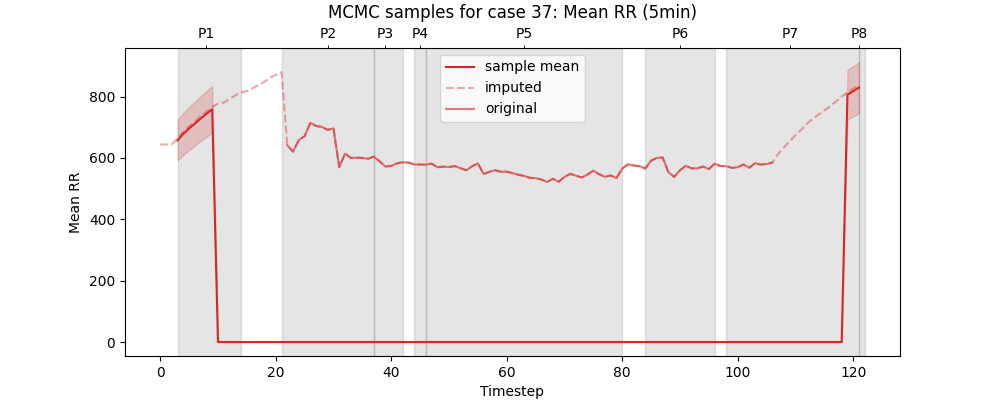 MCMC samples for case 37: Mean RR (5min)
P1 P2 P3 P4 P5 P6 P7 P8
sample mean
imputed
original
Mean RR
800
600
400
200
0
0 20 40 60 80 100 120
Timestep